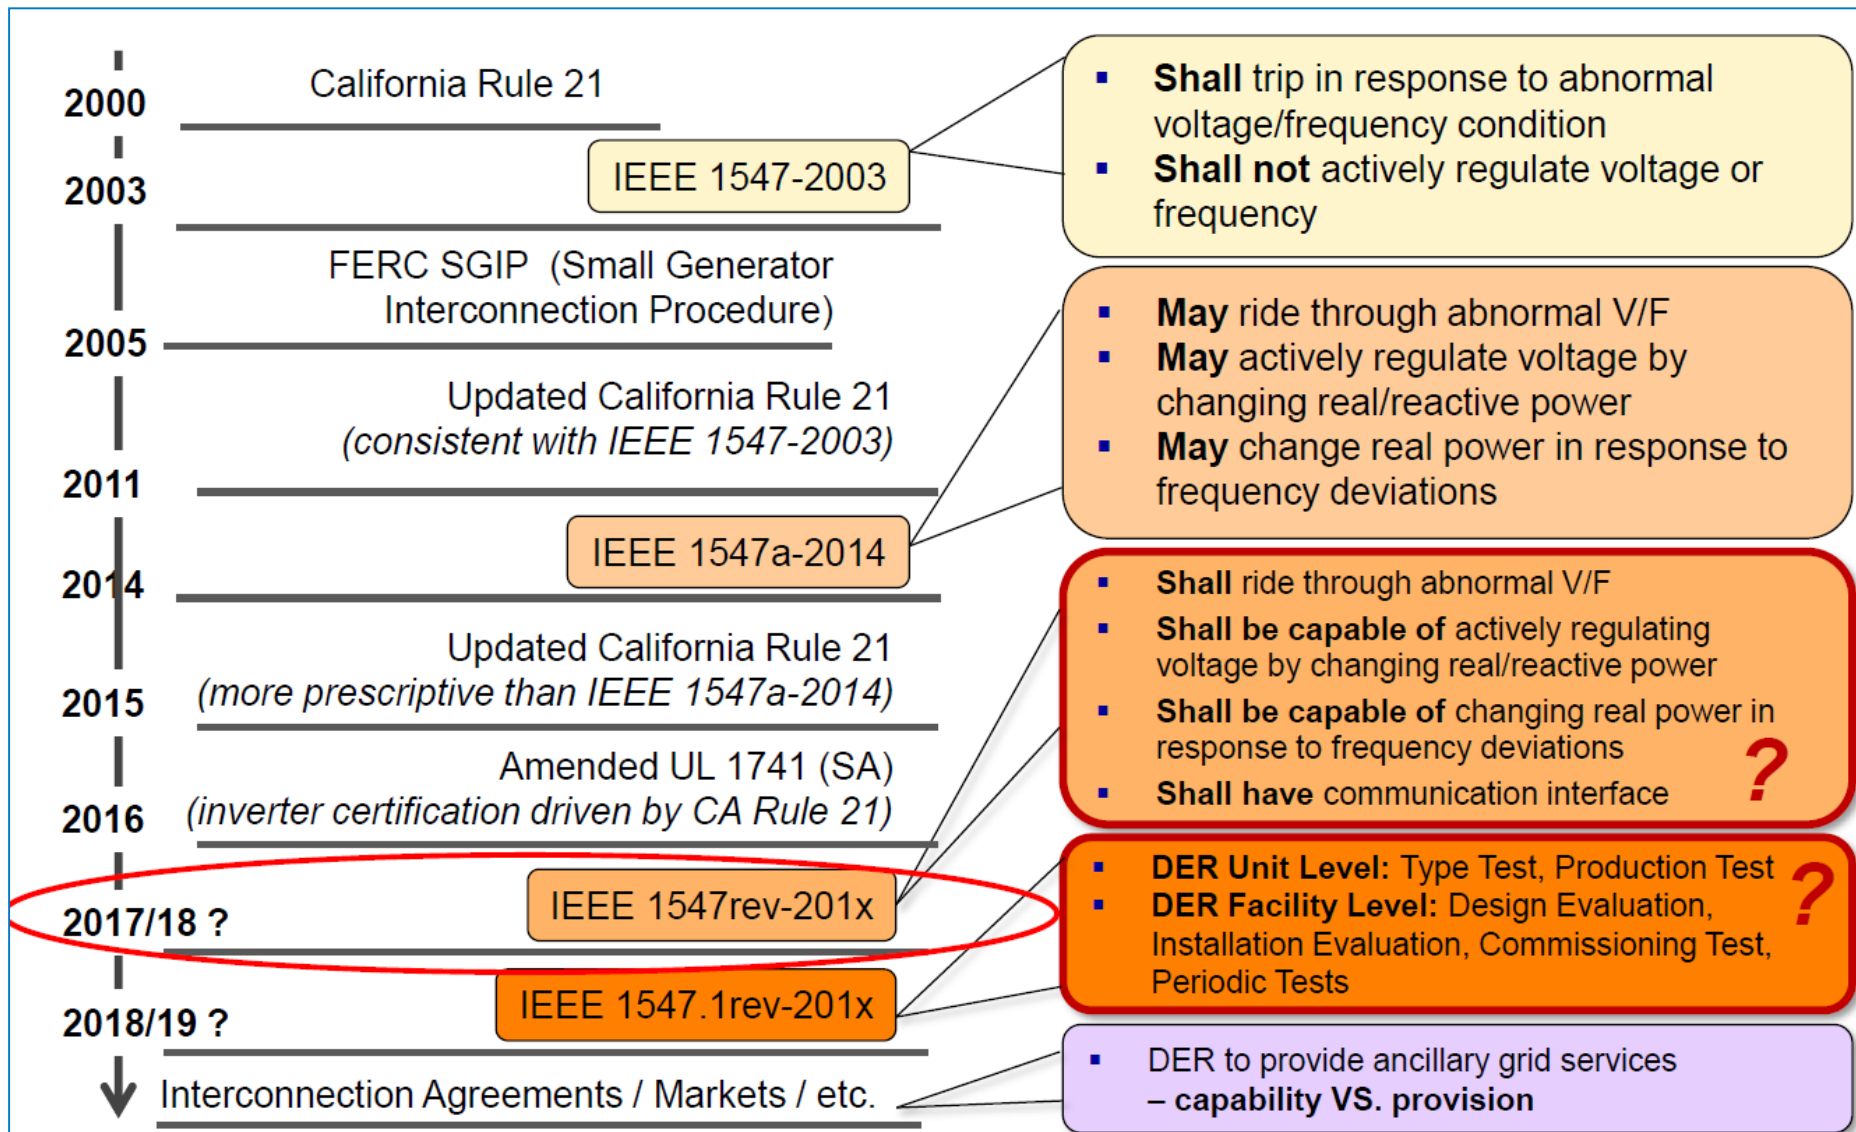 2000
California Rule 21
2003
IEEE 1547-2003
▪ Shall trip in response to abnormal
voltage/frequency condition
▪ Shall not actively regulate voltage or
frequency
FERC SGIP (Small Generator
Interconnection Procedure)
2005
Updated California Rule 21
(consistent with IEEE 1547-2003)
2011
IEEE 1547a-2014
2014
▪ May ride through abnormal V/F
▪ May actively regulate voltage by
changing real/reactive power
▪ May change real power in response to
frequency deviations
Updated California Rule 21
(more prescriptive than IEEE 1547a-2014)
2015
Amended UL 1741 (SA)
(inverter certification driven by CA Rule 21)
2016
IEEE 1547rev-201x
2017/18 ?
▪ Shall ride through abnormal V/F
▪ Shall be capable of actively regulating
voltage by changing real/reactive power
▪ Shall be capable of changing real power in
response to frequency deviations
▪ Shall have communication interface
?
IEEE 1547.1rev-201x
2018/19 ?
▪ DER Unit Level: Type Test, Production Test
▪ DER Facility Level: Design Evaluation,
Installation Evaluation, Commissioning Test,
Periodic Tests
?
Interconnection Agreements / Markets / etc.
▪ DER to provide ancillary grid services
– capability VS. provision